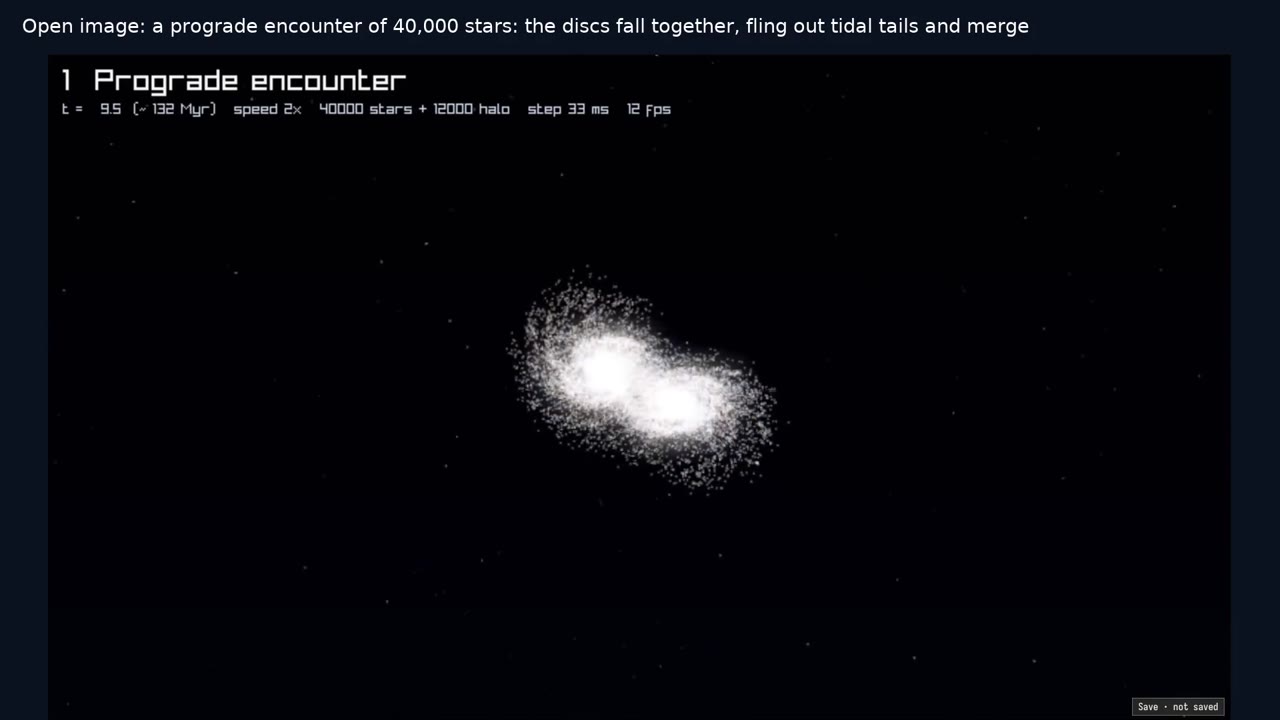 Open image: a prograde encounter of 40,000 stars: the discs fall together, fling out tidal tails and merge
1 Prograde encounter
t = 9.5 (~ 132 Myr) speed 2x 40000 stars + 12000 halo step 33 ms 12 fps
Save · not saved